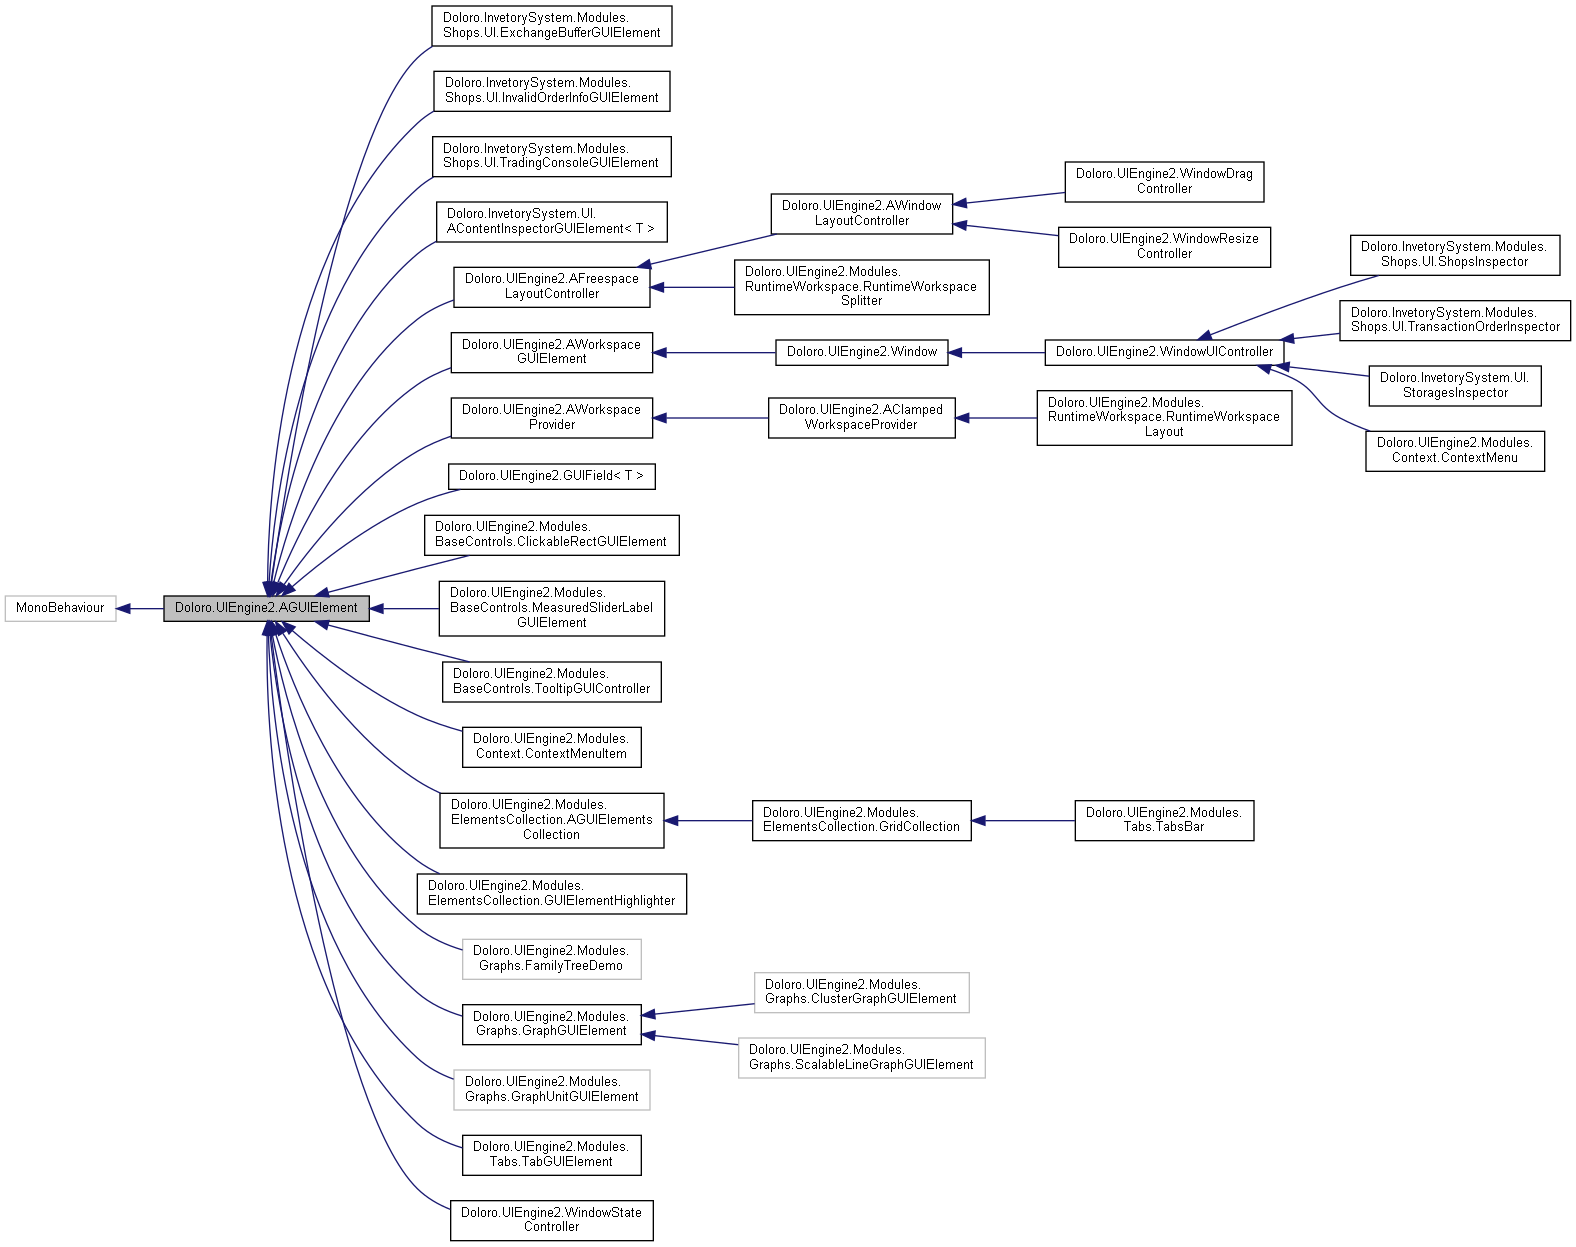 Doloro.InvetorySystem.Modules.
Shops.UI.ExchangeBufferGUIElement
Doloro.InvetorySystem.Modules.
Shops.UI.InvalidOrderInfoGUIElement
Doloro.InvetorySystem.Modules.
Shops.UI.TradingConsoleGUIElement
Doloro.InvetorySystem.UI.
AContentInspectorGUIElement< T >
Doloro.UIEngine2.AFreespace
LayoutController
Doloro.UIEngine2.AWindow
LayoutController
Doloro.UIEngine2.WindowDrag
Controller
Doloro.UIEngine2.WindowResize
Controller
Doloro.UIEngine2.Modules.
RuntimeWorkspace.RuntimeWorkspace
Splitter
Doloro.UIEngine2.AWorkspace
GUIElement
Doloro.UIEngine2.Window
Doloro.UIEngine2.WindowUIController
Doloro.InvetorySystem.Modules.
Shops.UI.ShopsInspector
Doloro.InvetorySystem.Modules.
Shops.UI.TransactionOrderInspector
Doloro.InvetorySystem.UI.
StoragesInspector
Doloro.UIEngine2.Modules.
Context.ContextMenu
Doloro.UIEngine2.AWorkspace
Provider
Doloro.UIEngine2.AClamped
WorkspaceProvider
Doloro.UIEngine2.Modules.
RuntimeWorkspace.RuntimeWorkspace
Layout
Doloro.UIEngine2.GUIField< T >
Doloro.UIEngine2.Modules.
BaseControls.ClickableRectGUIElement
MonoBehaviour
Doloro.UIEngine2.AGUIElement
Doloro.UIEngine2.Modules.
BaseControls.MeasuredSliderLabel
GUIElement
Doloro.UIEngine2.Modules.
BaseControls.TooltipGUIController
Doloro.UIEngine2.Modules.
Context.ContextMenuItem
Doloro.UIEngine2.Modules.
ElementsCollection.AGUIElements
Collection
Doloro.UIEngine2.Modules.
ElementsCollection.GridCollection
Doloro.UIEngine2.Modules.
Tabs.TabsBar
Doloro.UIEngine2.Modules.
ElementsCollection.GUIElementHighlighter
Doloro.UIEngine2.Modules.
Graphs.FamilyTreeDemo
Doloro.UIEngine2.Modules.
Graphs.GraphGUIElement
Doloro.UIEngine2.Modules.
Graphs.ClusterGraphGUIElement
Doloro.UIEngine2.Modules.
Graphs.ScalableLineGraphGUIElement
Doloro.UIEngine2.Modules.
Graphs.GraphUnitGUIElement
Doloro.UIEngine2.Modules.
Tabs.TabGUIElement
Doloro.UIEngine2.WindowState
Controller